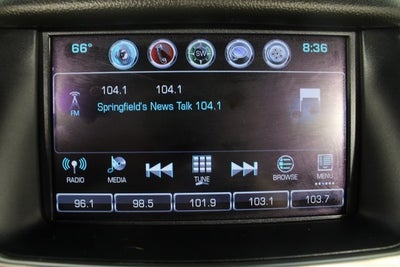 66° SW 8:36
104.1 104.1
FM Springfield's News Talk 104.1
RADIO MEDIA TUNE BROWSE MENU
96.1 98.5 101.9 103.1 103.7